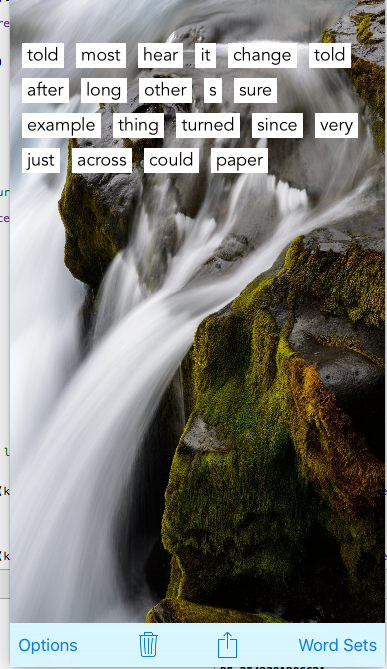 told most hear it change told
after long other s sure
example thing turned since very
just across could paper
Options Word Sets